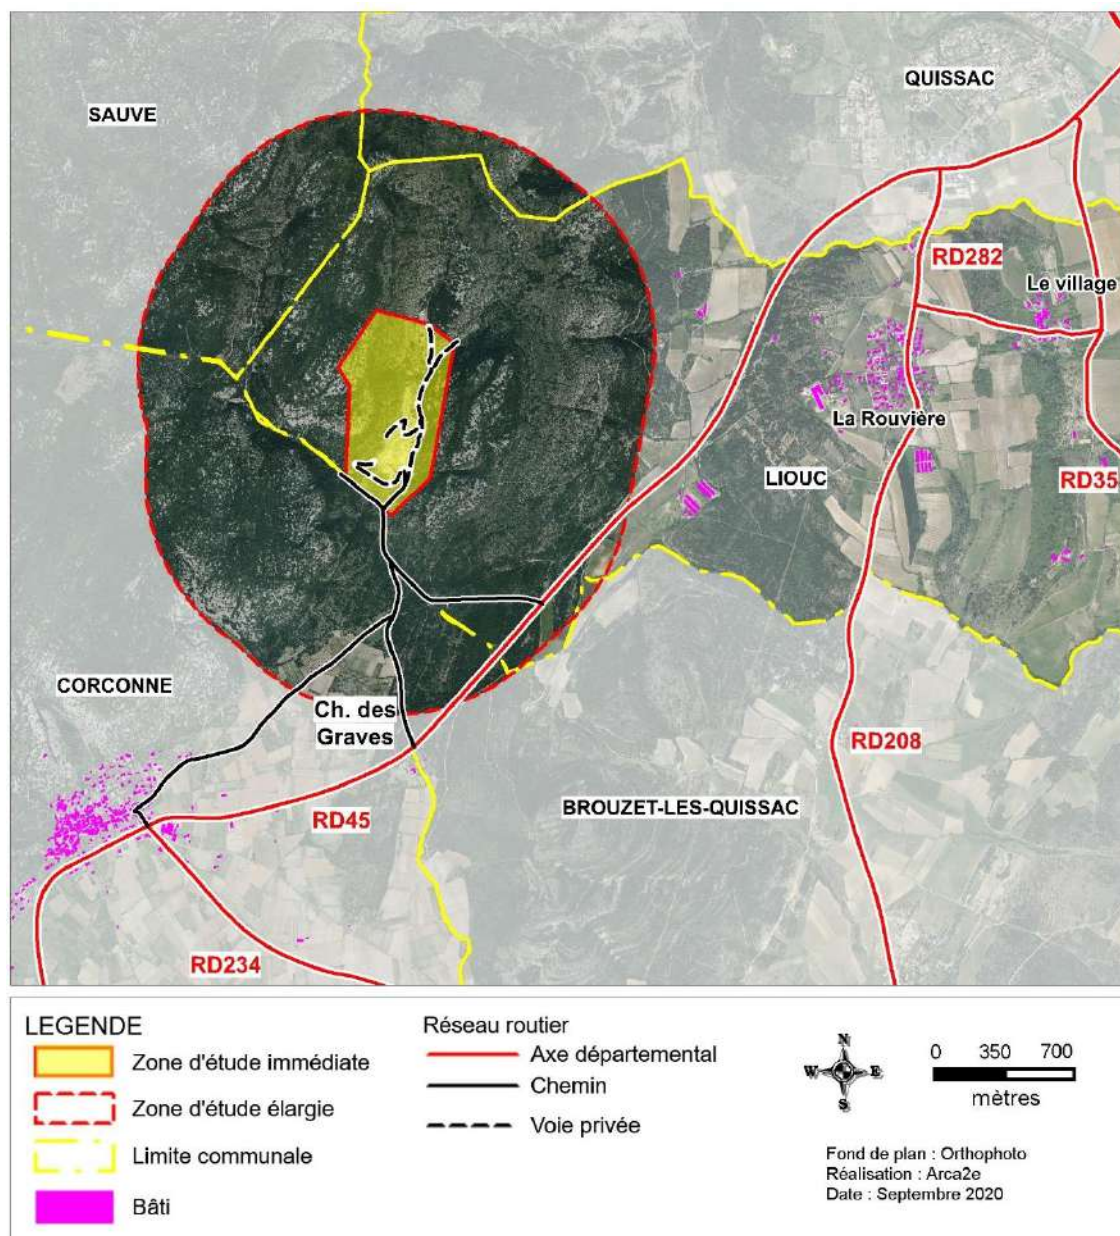 SAUVE
QUISSAC
RD282
Le village
La Rouvière
LIOUC
RD35
CORCONNE
Ch. des
Graves
RD208
BROUZET-LES-QUISSAC
RD45
RD234
LEGENDE
Zone d'étude immédiate
Zone d'étude élargie
Limite communale
Bâti
Réseau routier
Axe départemental
Chemin
Voie privée
N
W E
S
0 350 700
mètres
Fond de plan : Orthophoto
Réalisation : Arca2e
Date : Septembre 2020